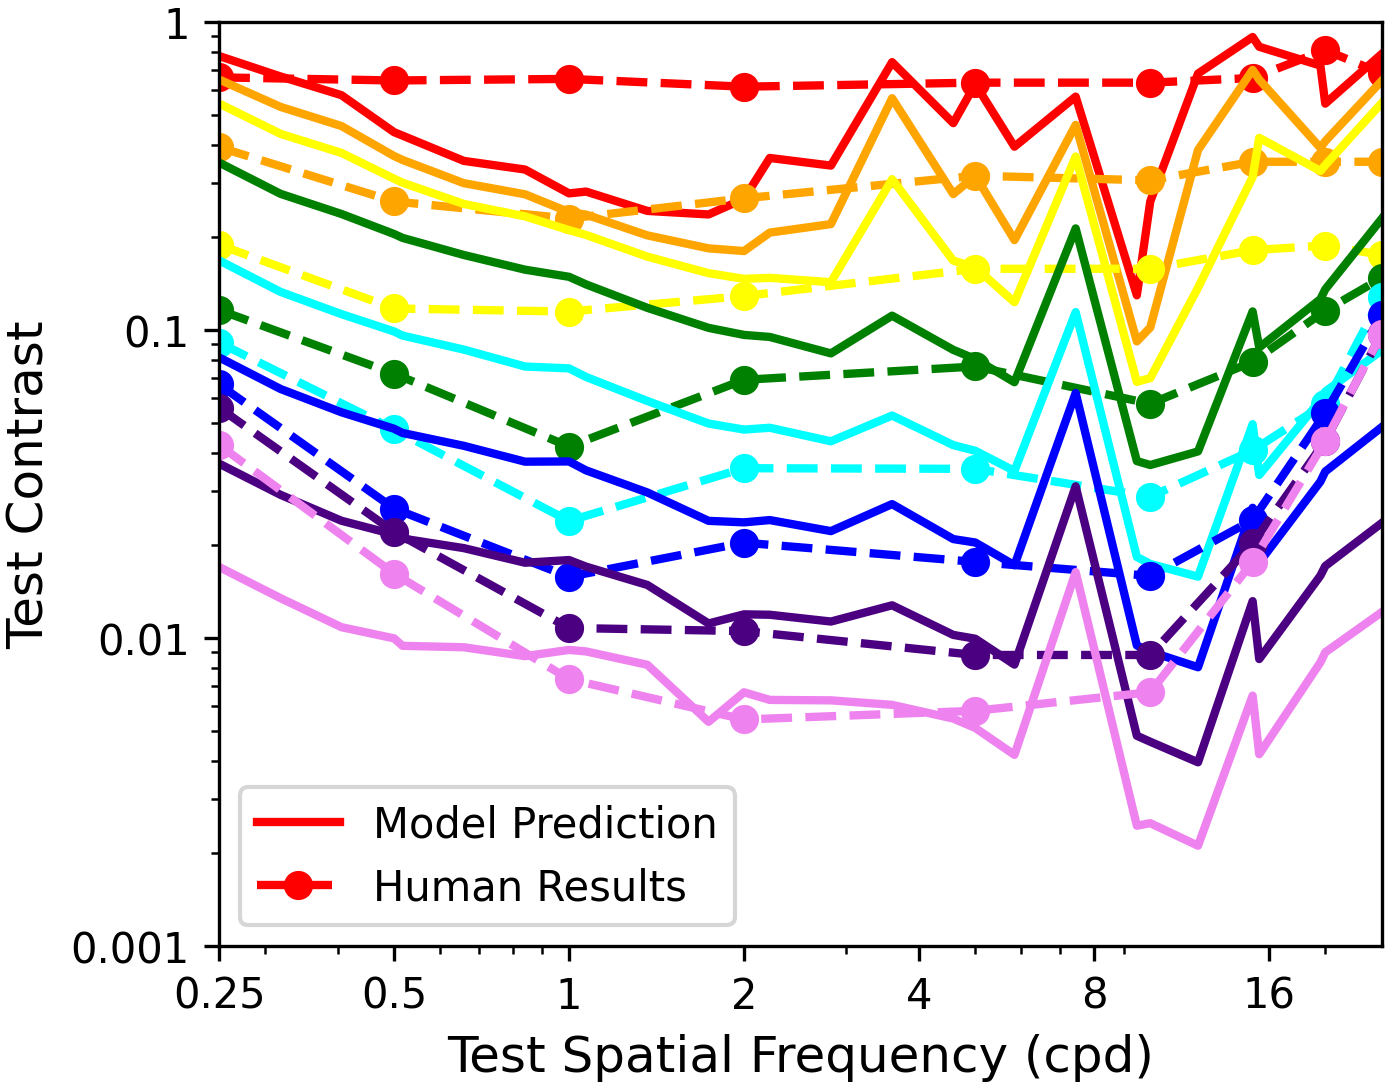 1
0.1
0.01
0.001
Test Contrast
Model Prediction
Human Results
0.25 0.5 1 2 4 8 16
Test Spatial Frequency (cpd)